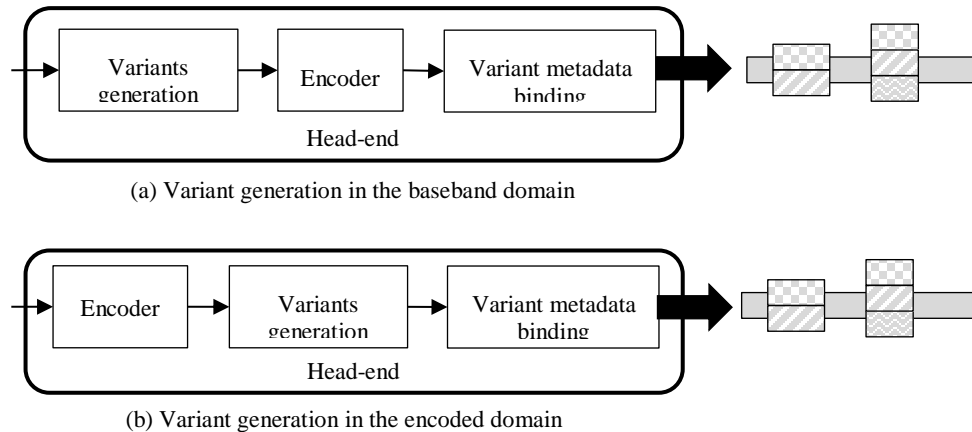 Variants
generation
Encoder
Variant metadata
binding
Head-end
(a) Variant generation in the baseband domain
Encoder
Variants
generation
Variant metadata
binding
Head-end
(b) Variant generation in the encoded domain